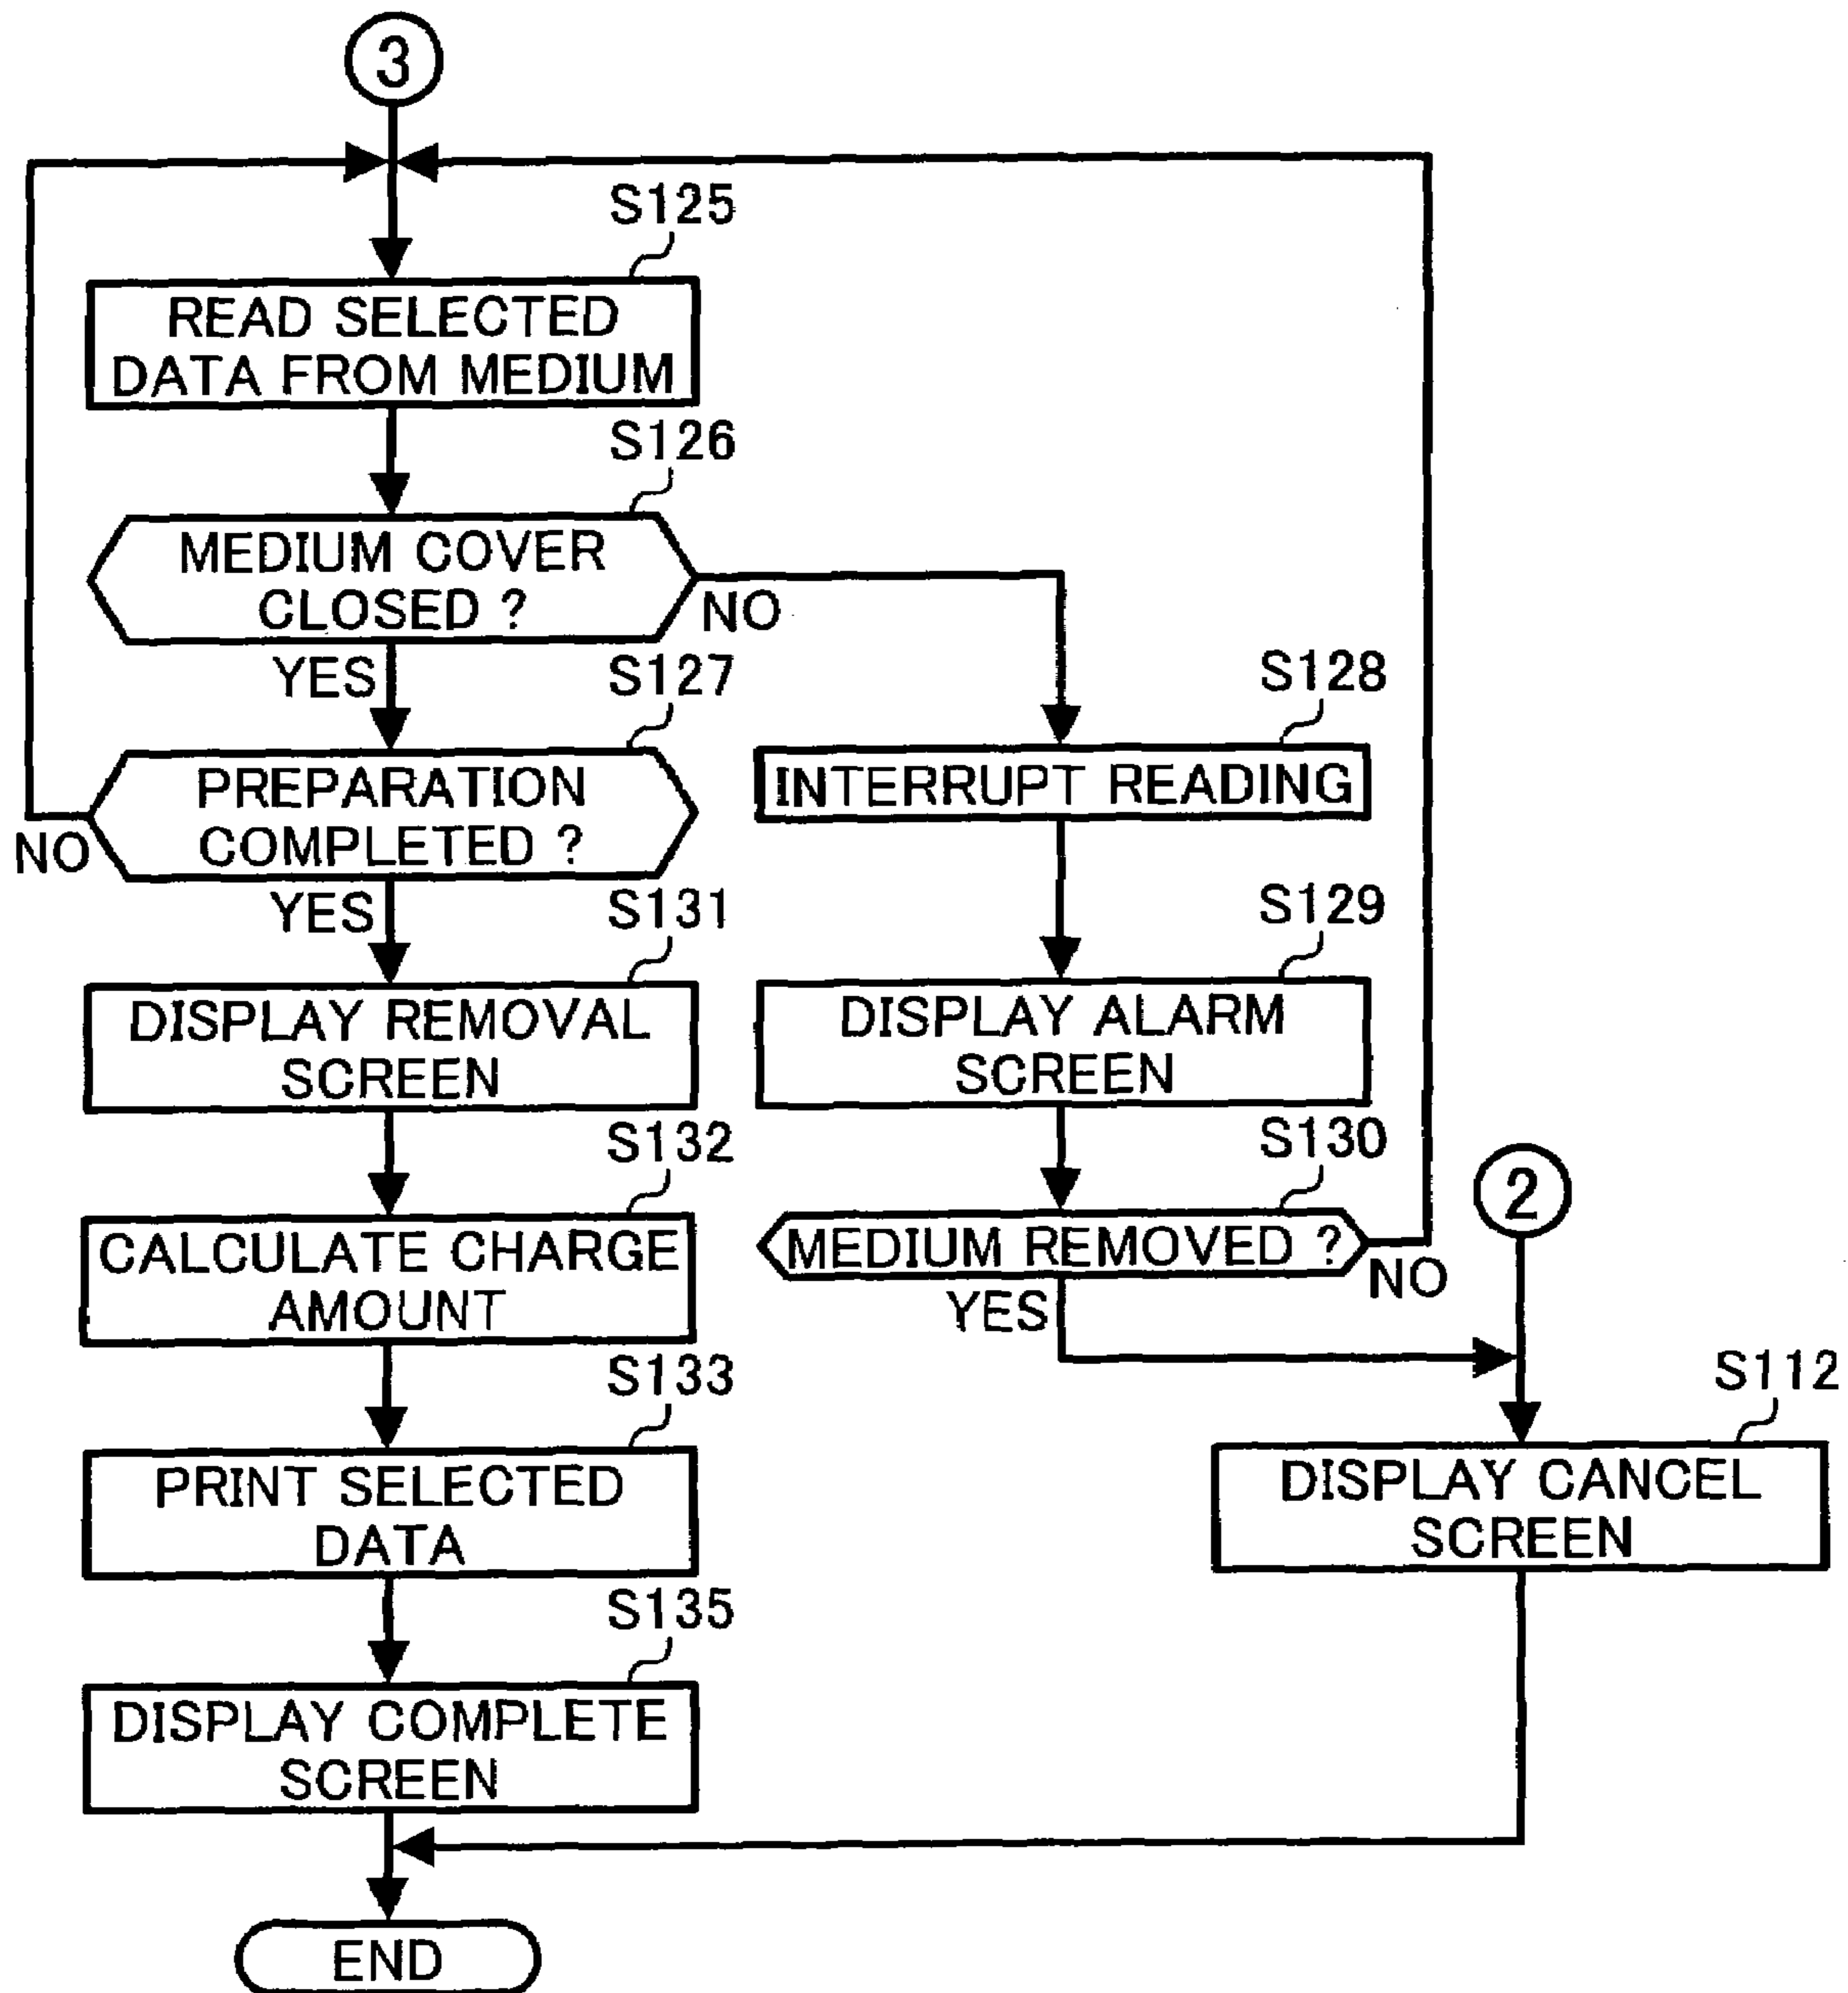 3
S125
READ SELECTED
DATA FROM MEDIUM
S126
MEDIUM COVER
CLOSED ?
NO
YES
S127
PREPARATION
COMPLETED ?
NO
YES
S128
INTERRUPT READING
S129
DISPLAY ALARM
SCREEN
S130
MEDIUM REMOVED ?
NO
YES
2
S112
DISPLAY CANCEL
SCREEN
S131
DISPLAY REMOVAL
SCREEN
S132
CALCULATE CHARGE
AMOUNT
S133
PRINT SELECTED
DATA
S135
DISPLAY COMPLETE
SCREEN
END